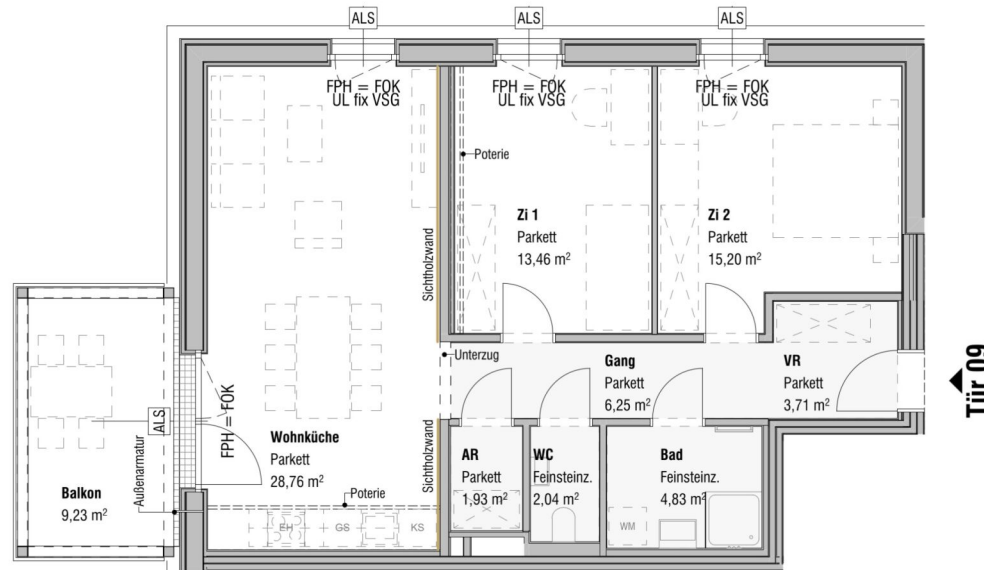 ALS
ALS
ALS
FPH = FOK
UL fix VSG
FPH = FOK
UL fix VSG
FPH = FOK
UL fix VSG
Poterie
Zi 1
Parkett
13,46 m²
Zi 2
Parkett
15,20 m²
Sichtholzwand
Unterzug
Gang
Parkett
6,25 m²
VR
Parkett
3,71 m²
Tür 09
ALS
FPH = FOK
Außenarmatur
Wohnküche
Parkett
28,76 m²
Balkon
9,23 m²
Sichtholzwand
AR
Parkett
1,93 m²
WC
Feinsteinz.
2,04 m²
Bad
Feinsteinz.
4,83 m²
Poterie
EH
GS
KS
WM